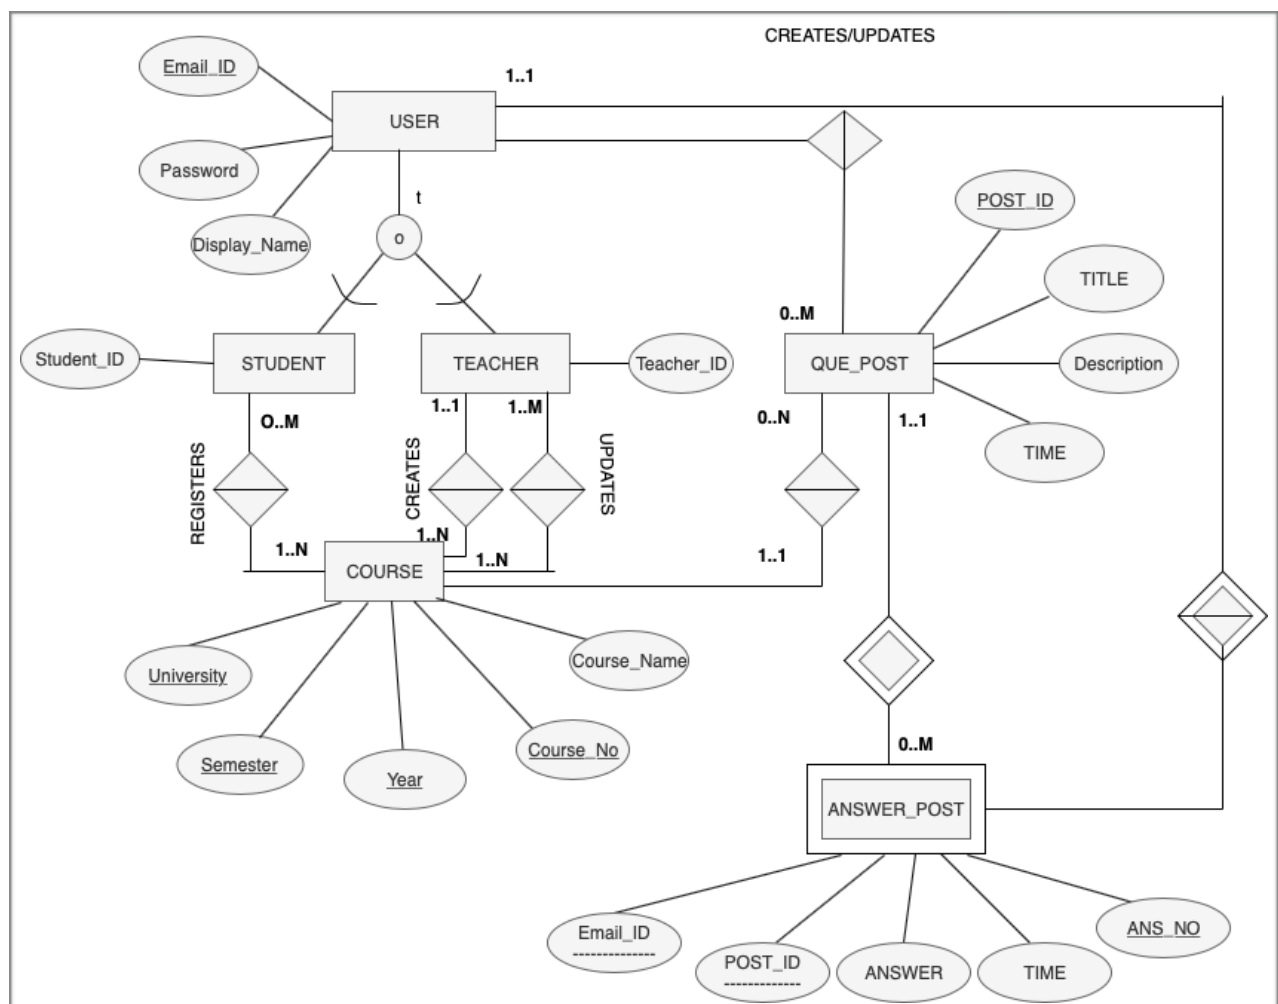 CREATES/UPDATES
Email_ID
1..1
USER
Password
t
POST_ID
Display_Name
o
TITLE
0..M
Student_ID
STUDENT
TEACHER
Teacher_ID
QUE_POST
Description
O..M
1..1
1..M
0..N
1..1
REGISTERS
CREATES
UPDATES
TIME
1..N
1..N
1..N
1..1
COURSE
University
Course_Name
Semester
Year
Course_No
0..M
ANSWER_POST
Email_ID
POST_ID
ANSWER
TIME
ANS_NO